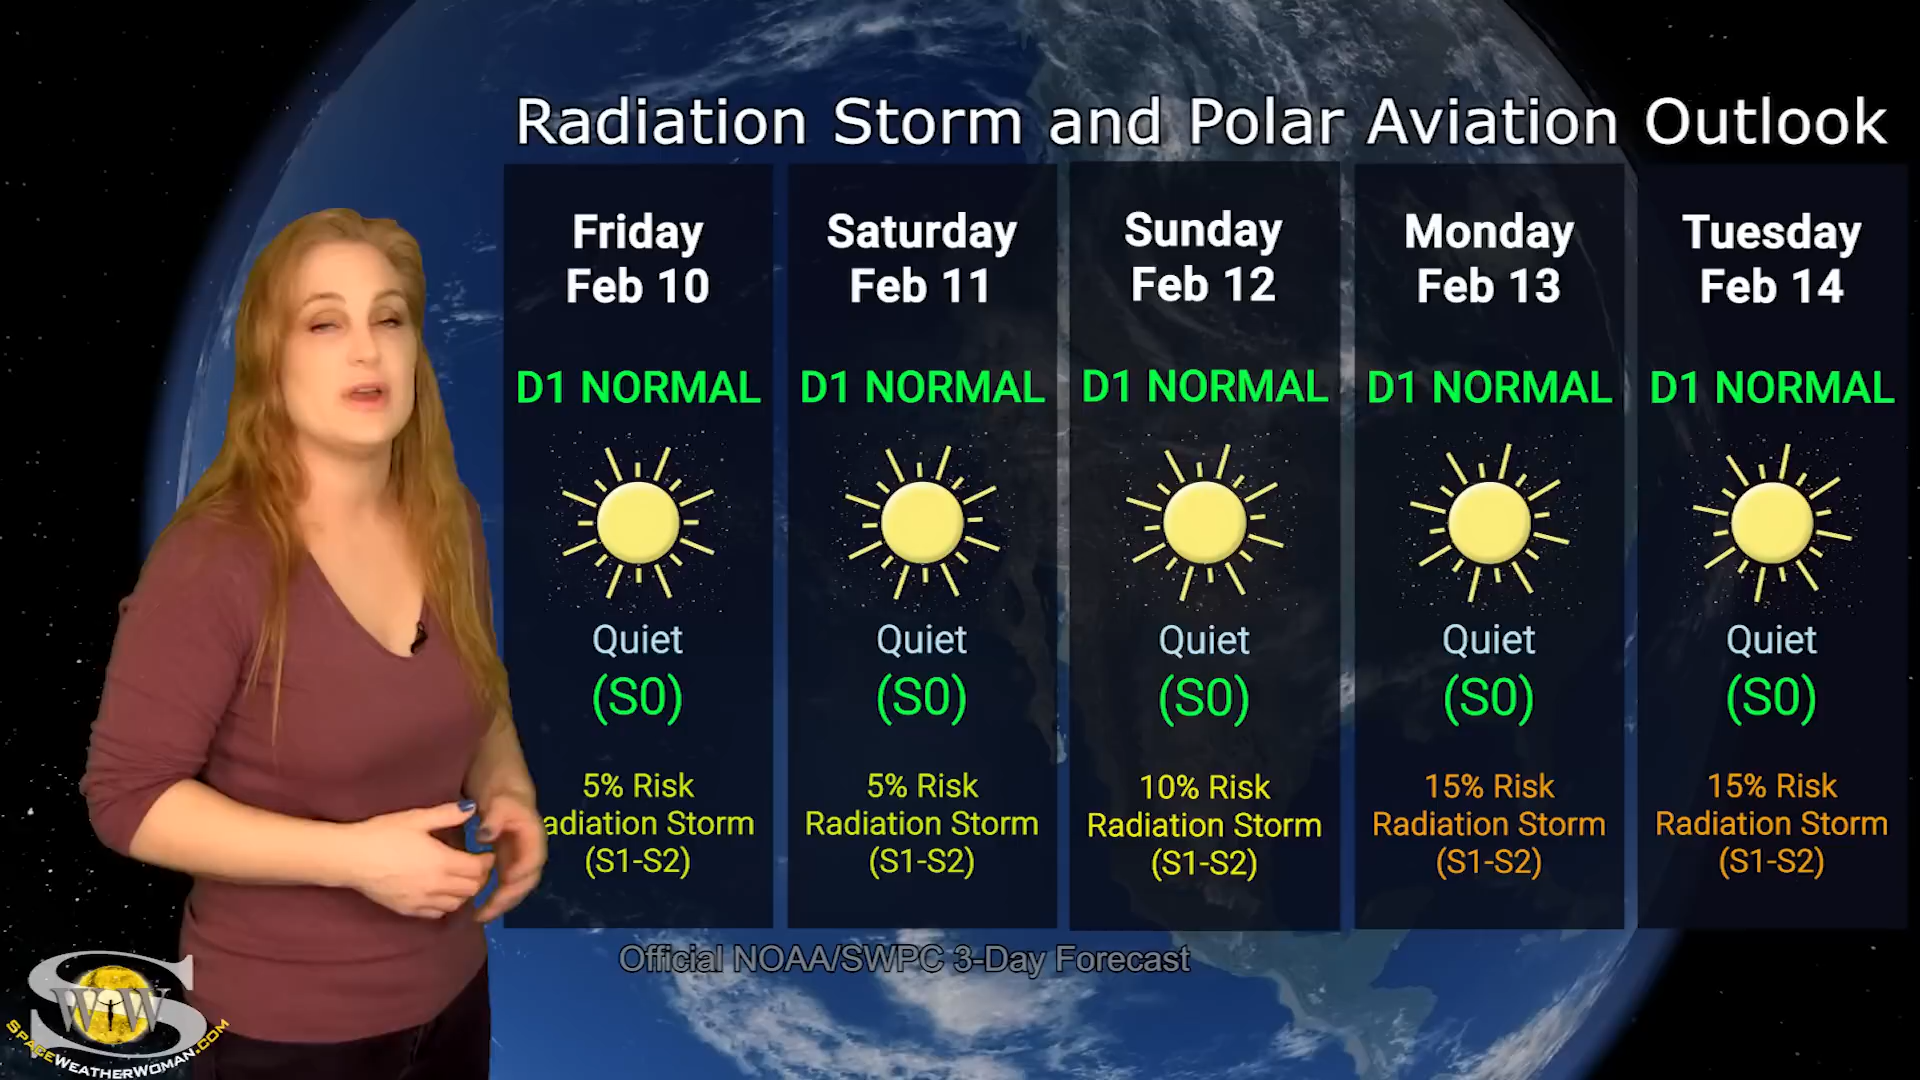 Radiation Storm and Polar Aviation Outlook
Friday
Feb 10
D1 NORMAL
Quiet
(S0)
5% Risk
adiation Storm
(S1-S2)
Saturday
Feb 11
D1 NORMAL
Quiet
(S0)
5% Risk
Radiation Storm
(S1-S2)
Sunday
Feb 12
D1 NORMAL
Quiet
(S0)
10% Risk
Radiation Storm
(S1-S2)
Monday
Feb 13
D1 NORMAL
Quiet
(S0)
15% Risk
Radiation Storm
(S1-S2)
Tuesday
Feb 14
D1 NORMAL
Quiet
(S0)
15% Risk
Radiation Storm
(S1-S2)
Official NOAA/SWPC 3-Day Forecast
SWW
SPACEWEATHERWOMAN.COM